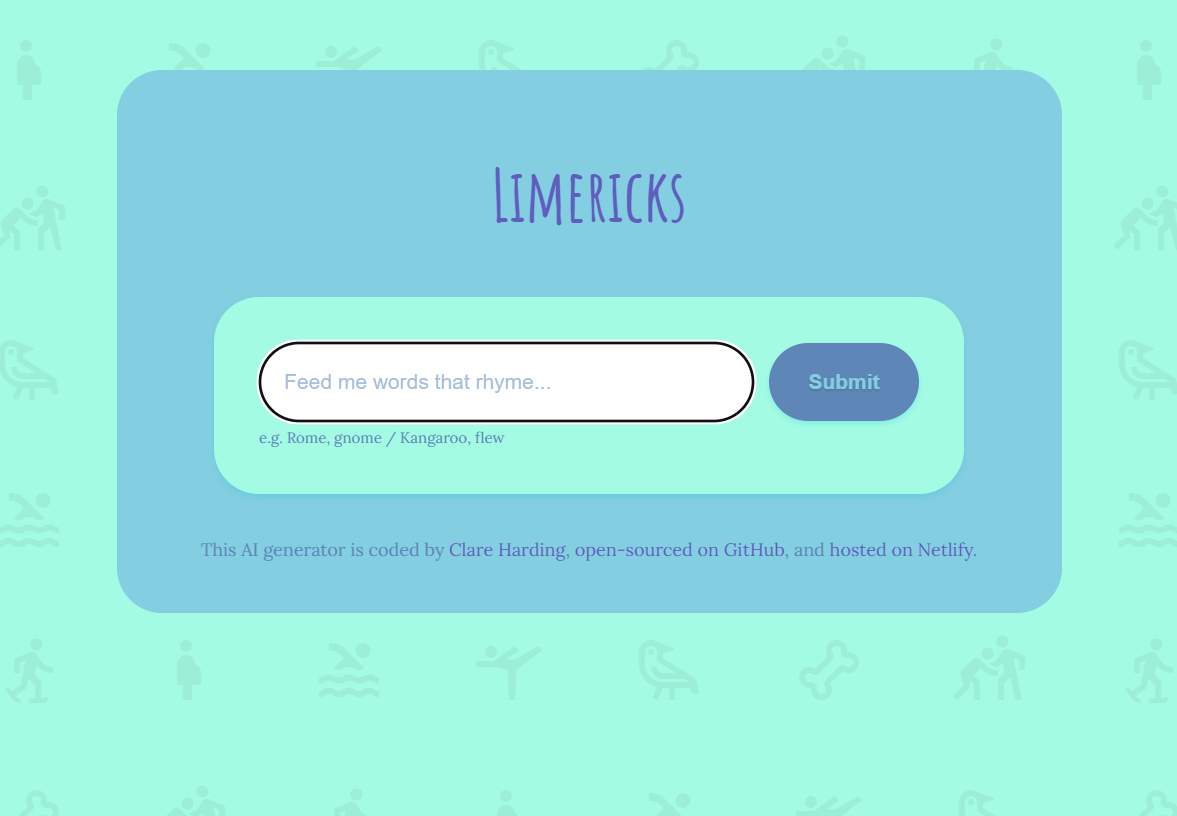 Limericks
Feed me words that rhyme...
Submit
e.g. Rome, gnome / Kangaroo, flew
This AI generator is coded by Clare Harding, open-sourced on GitHub, and hosted on Netlify.